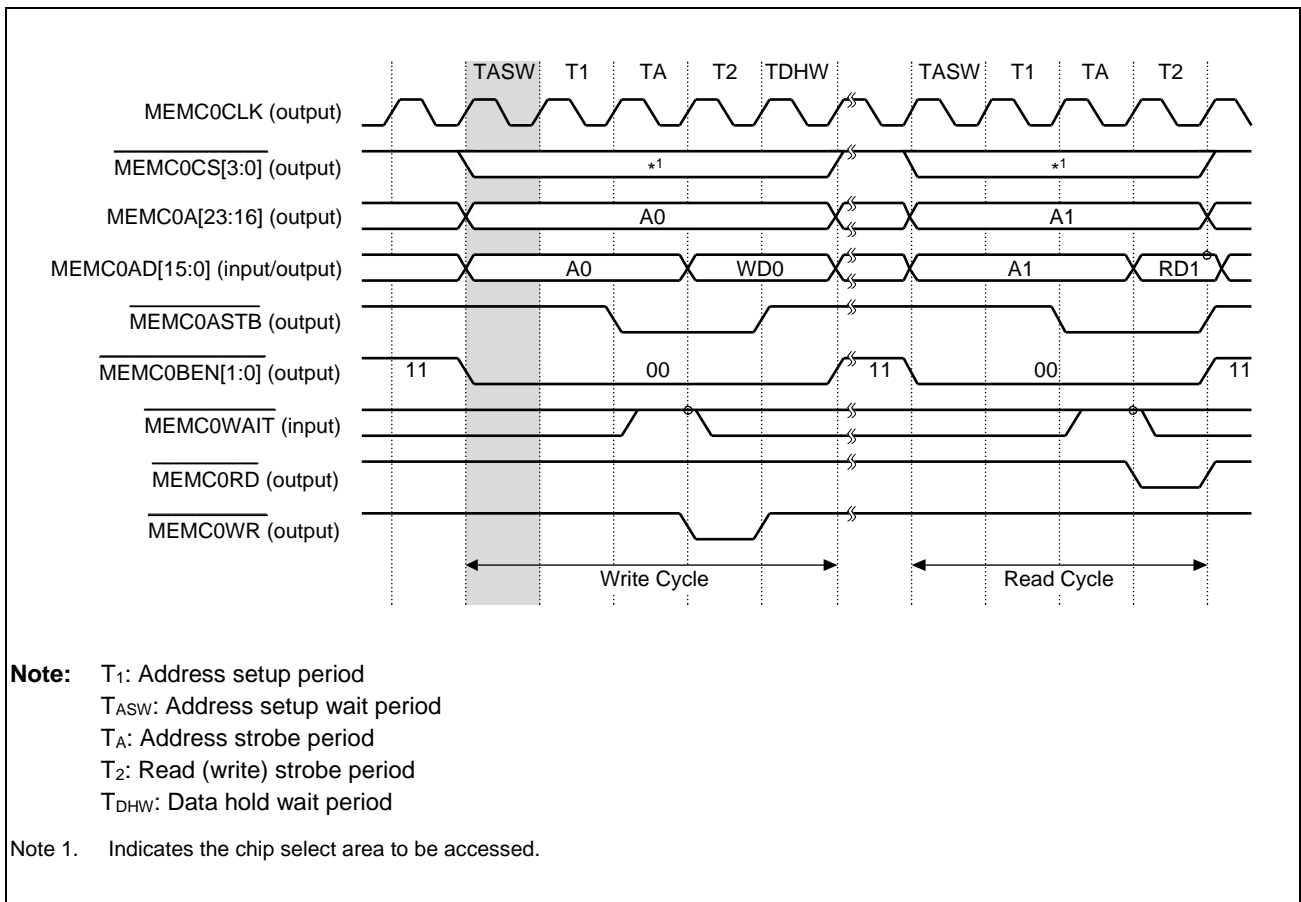 TASW T1 TA T2 TDHW TASW T1 TA T2
MEMC0CLK (output)
MEMC0CS[3:0] (output) *1 *1
MEMC0A[23:16] (output) A0 A1
MEMC0AD[15:0] (input/output) A0 WD0 A1 RD1
MEMC0ASTB (output)
MEMC0BEN[1:0] (output) 11 00 11 00 11
MEMC0WAIT (input)
MEMC0RD (output)
MEMC0WR (output)
Write Cycle Read Cycle
Note: T1: Address setup period
TASW: Address setup wait period
TA: Address strobe period
T2: Read (write) strobe period
TDHW: Data hold wait period
Note 1. Indicates the chip select area to be accessed.